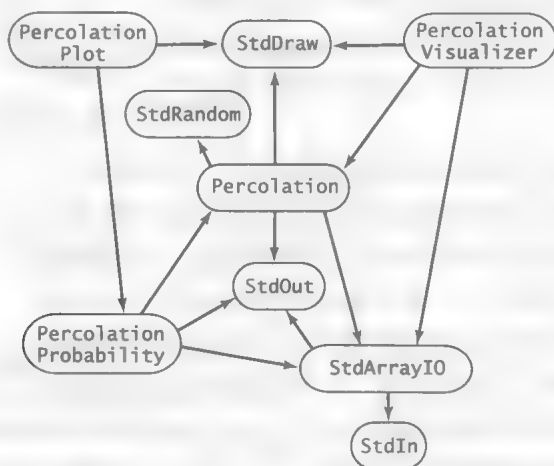 Percolation
Plot
StdDraw
Percolation
Visualizer
StdRandom
Percolation
StdOut
Percolation
Probability
StdArrayIO
StdIn